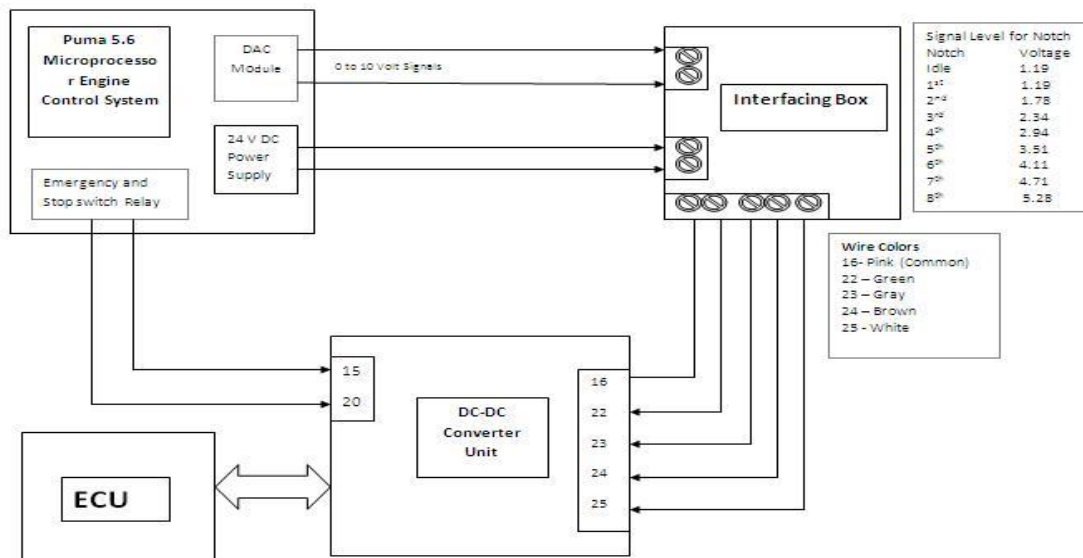 Puma 5.6
Microprocesso
r Engine
Control System
DAC
Module
0 to 10 Volt Signals
24 V DC
Power
Supply
Emergency and
Stop switch Relay
Interfacing Box
Signal Level for Notch
Notch Voltage
Idle 1.19
1st 1.19
2nd 1.78
3rd 2.34
4th 2.94
5th 3.51
6th 4.11
7th 4.71
8th 5.28
Wire Colors
16- Pink (Common)
22 – Green
23 – Gray
24 – Brown
25 - White
15
20
DC-DC
Converter
Unit
16
22
23
24
25
ECU